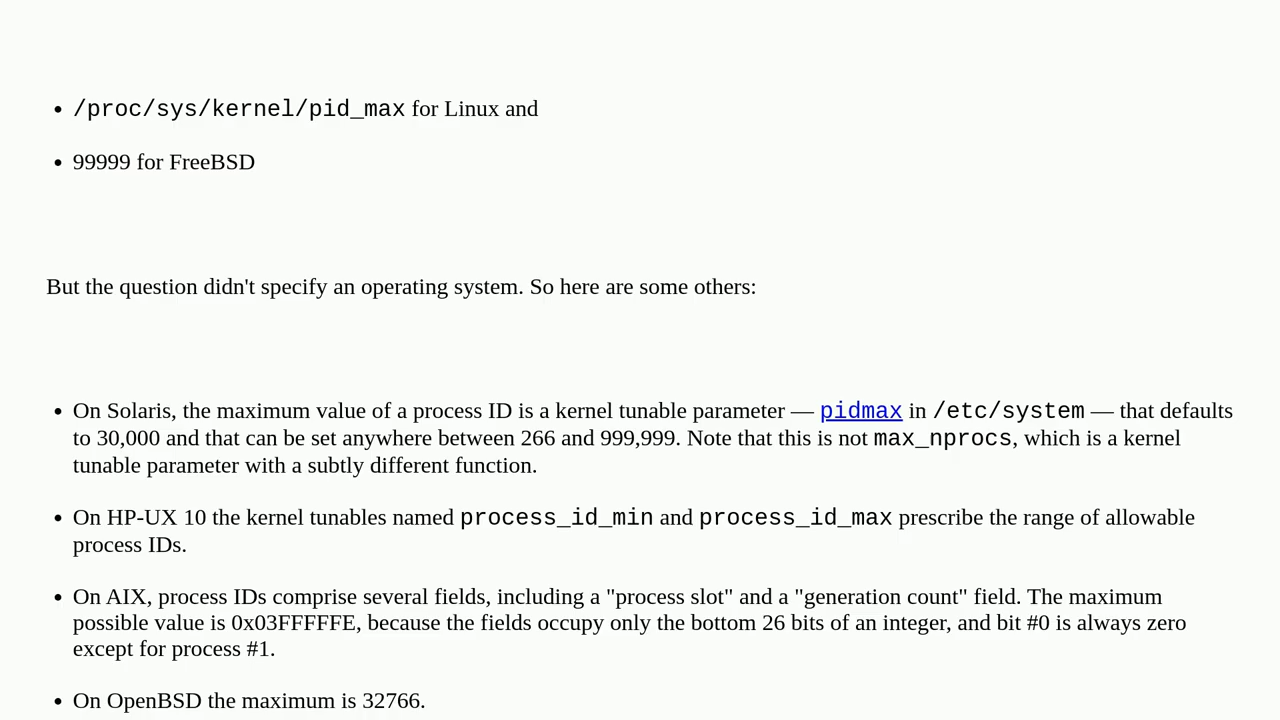 • /proc/sys/kernel/pid_max for Linux and
• 99999 for FreeBSD
But the question didn't specify an operating system. So here are some others:
• On Solaris, the maximum value of a process ID is a kernel tunable parameter — pidmax in /etc/system — that defaults
to 30,000 and that can be set anywhere between 266 and 999,999. Note that this is not max_nprocs, which is a kernel
tunable parameter with a subtly different function.
• On HP-UX 10 the kernel tunables named process_id_min and process_id_max prescribe the range of allowable
process IDs.
• On AIX, process IDs comprise several fields, including a "process slot" and a "generation count" field. The maximum
possible value is 0x03FFFFFE, because the fields occupy only the bottom 26 bits of an integer, and bit #0 is always zero
except for process #1.
• On OpenBSD the maximum is 32766.